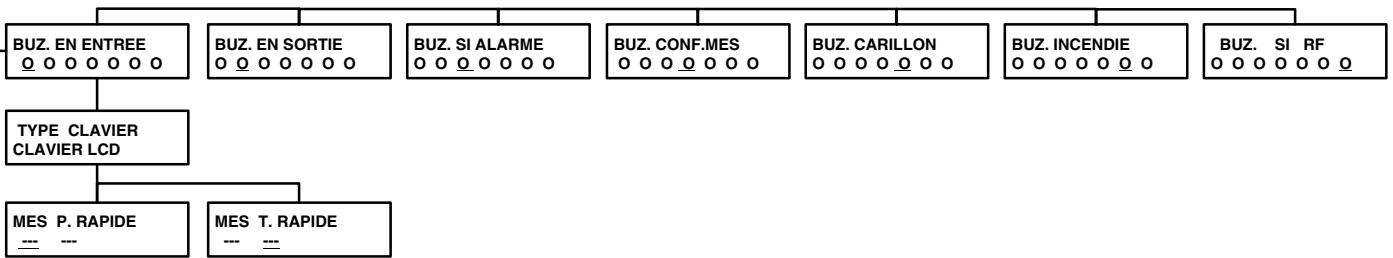 BUZ. EN ENTREE
O O O O O O O
BUZ. EN SORTIE
O O O O O O O
BUZ. SI ALARME
O O O O O O O
BUZ. CONF.MES
O O O O O O O
BUZ. CARILLON
O O O O O O O
BUZ. INCENDIE
O O O O O O O
BUZ. SI RF
O O O O O O O
TYPE CLAVIER
CLAVIER LCD
MES P. RAPIDE
--- ---
MES T. RAPIDE
--- ---